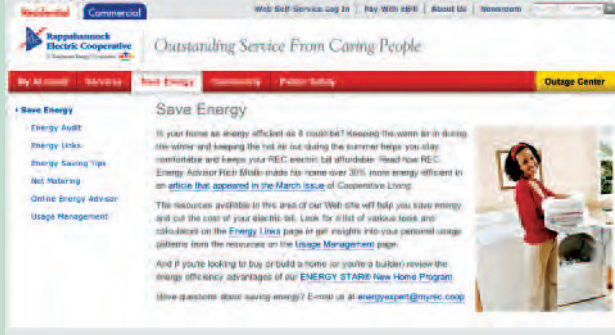 Residential Commercial Web Self-Service Log In | Pay With eBill | About Us | Newsroom
Rappahannock
Electric Cooperative
Outstanding Service From Caring People
My Account Services Save Energy Community Public Safety Outage Center
Save Energy
Energy Audit
Energy Links
Energy Saving Tips
Net Metering
Online Energy Advisor
Usage Management
Save Energy
Is your home as energy efficient as it could be? Keeping the warm air in during
the winter and keeping the hot air out during the summer helps you stay
comfortable and keeps your REC electric bill affordable. Read how REC
Energy Advisor Rich made his home over 30% more energy efficient in
an article that appeared in the March issue of Cooperative Living.
The resources available in this area of our Web site will help you save energy
and cut the cost of your electric bill. Look for a list of various tools and
calculators on the Energy Links page or get insights into your personal usage
patterns from the resources on the Usage Management page.
And if you're looking to buy or build a home (or you're a builder) review the
energy efficiency advantages of our ENERGY STAR® New Home Program.
Have questions about saving energy? E-mail us at energyexpert@myrec.coop